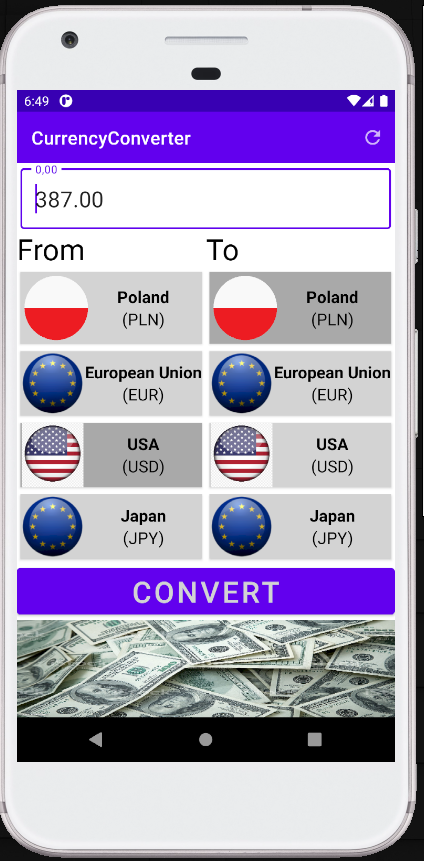 6:49
CurrencyConverter
0,00
387.00
From To
Poland
(PLN)
Poland
(PLN)
European Union
(EUR)
European Union
(EUR)
USA
(USD)
USA
(USD)
Japan
(JPY)
Japan
(JPY)
CONVERT